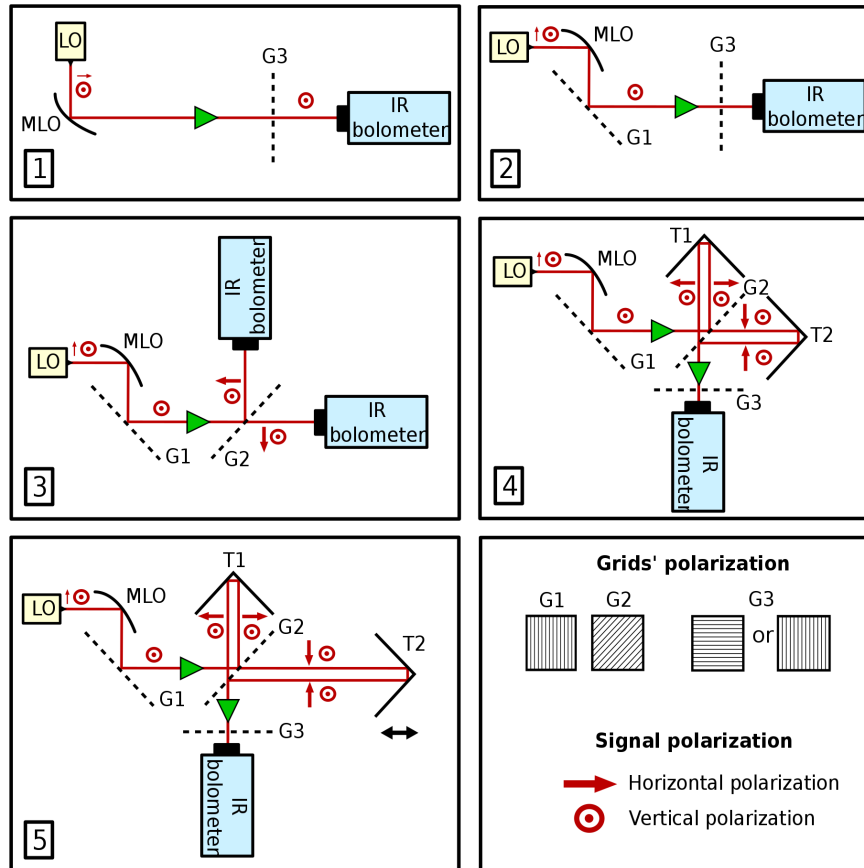 LO
G3
MLO
IR
bolometer
1
LO
MLO
G3
G1
IR
bolometer
2
IR
bolometer
MLO
LO
G1
G2
IR
bolometer
3
T1
MLO
LO
G2
T2
G1
G3
IR
bolometer
4
T1
MLO
LO
G2
T2
G1
G3
IR
bolometer
5
Grids' polarization
G1 G2 G3
or
Signal polarization
Horizontal polarization
Vertical polarization